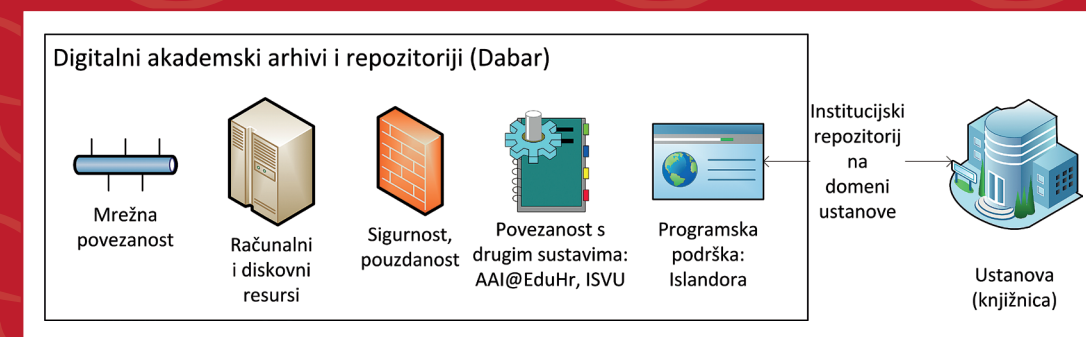 Digitalni akademski arhivi i repozitoriji (Dabar)
Mrežna
povezanost
Računalni
i diskovni
resursi
Sigurnost,
pouzdanost
Povezanost s
drugim sustavima:
AAI@EduHr, ISVU
Programska
podrška:
Islandora
Institucijski
repozitorij
na
domeni
ustanove
Ustanova
(knjižnica)